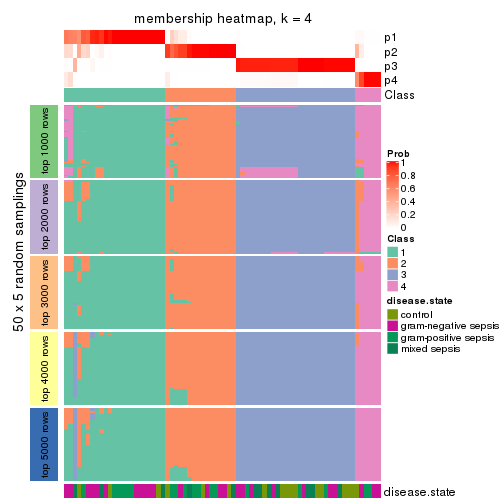 membership heatmap, k = 4
p1
p2
p3
p4
Class
50 x 5 random samplings
top 1000 rows
top 2000 rows
top 3000 rows
top 4000 rows
top 5000 rows
Prob
1
0.8
0.6
0.4
0.2
0
Class
1
2
3
4
disease.state
control
gram-negative sepsis
gram-positive sepsis
mixed sepsis
disease.state